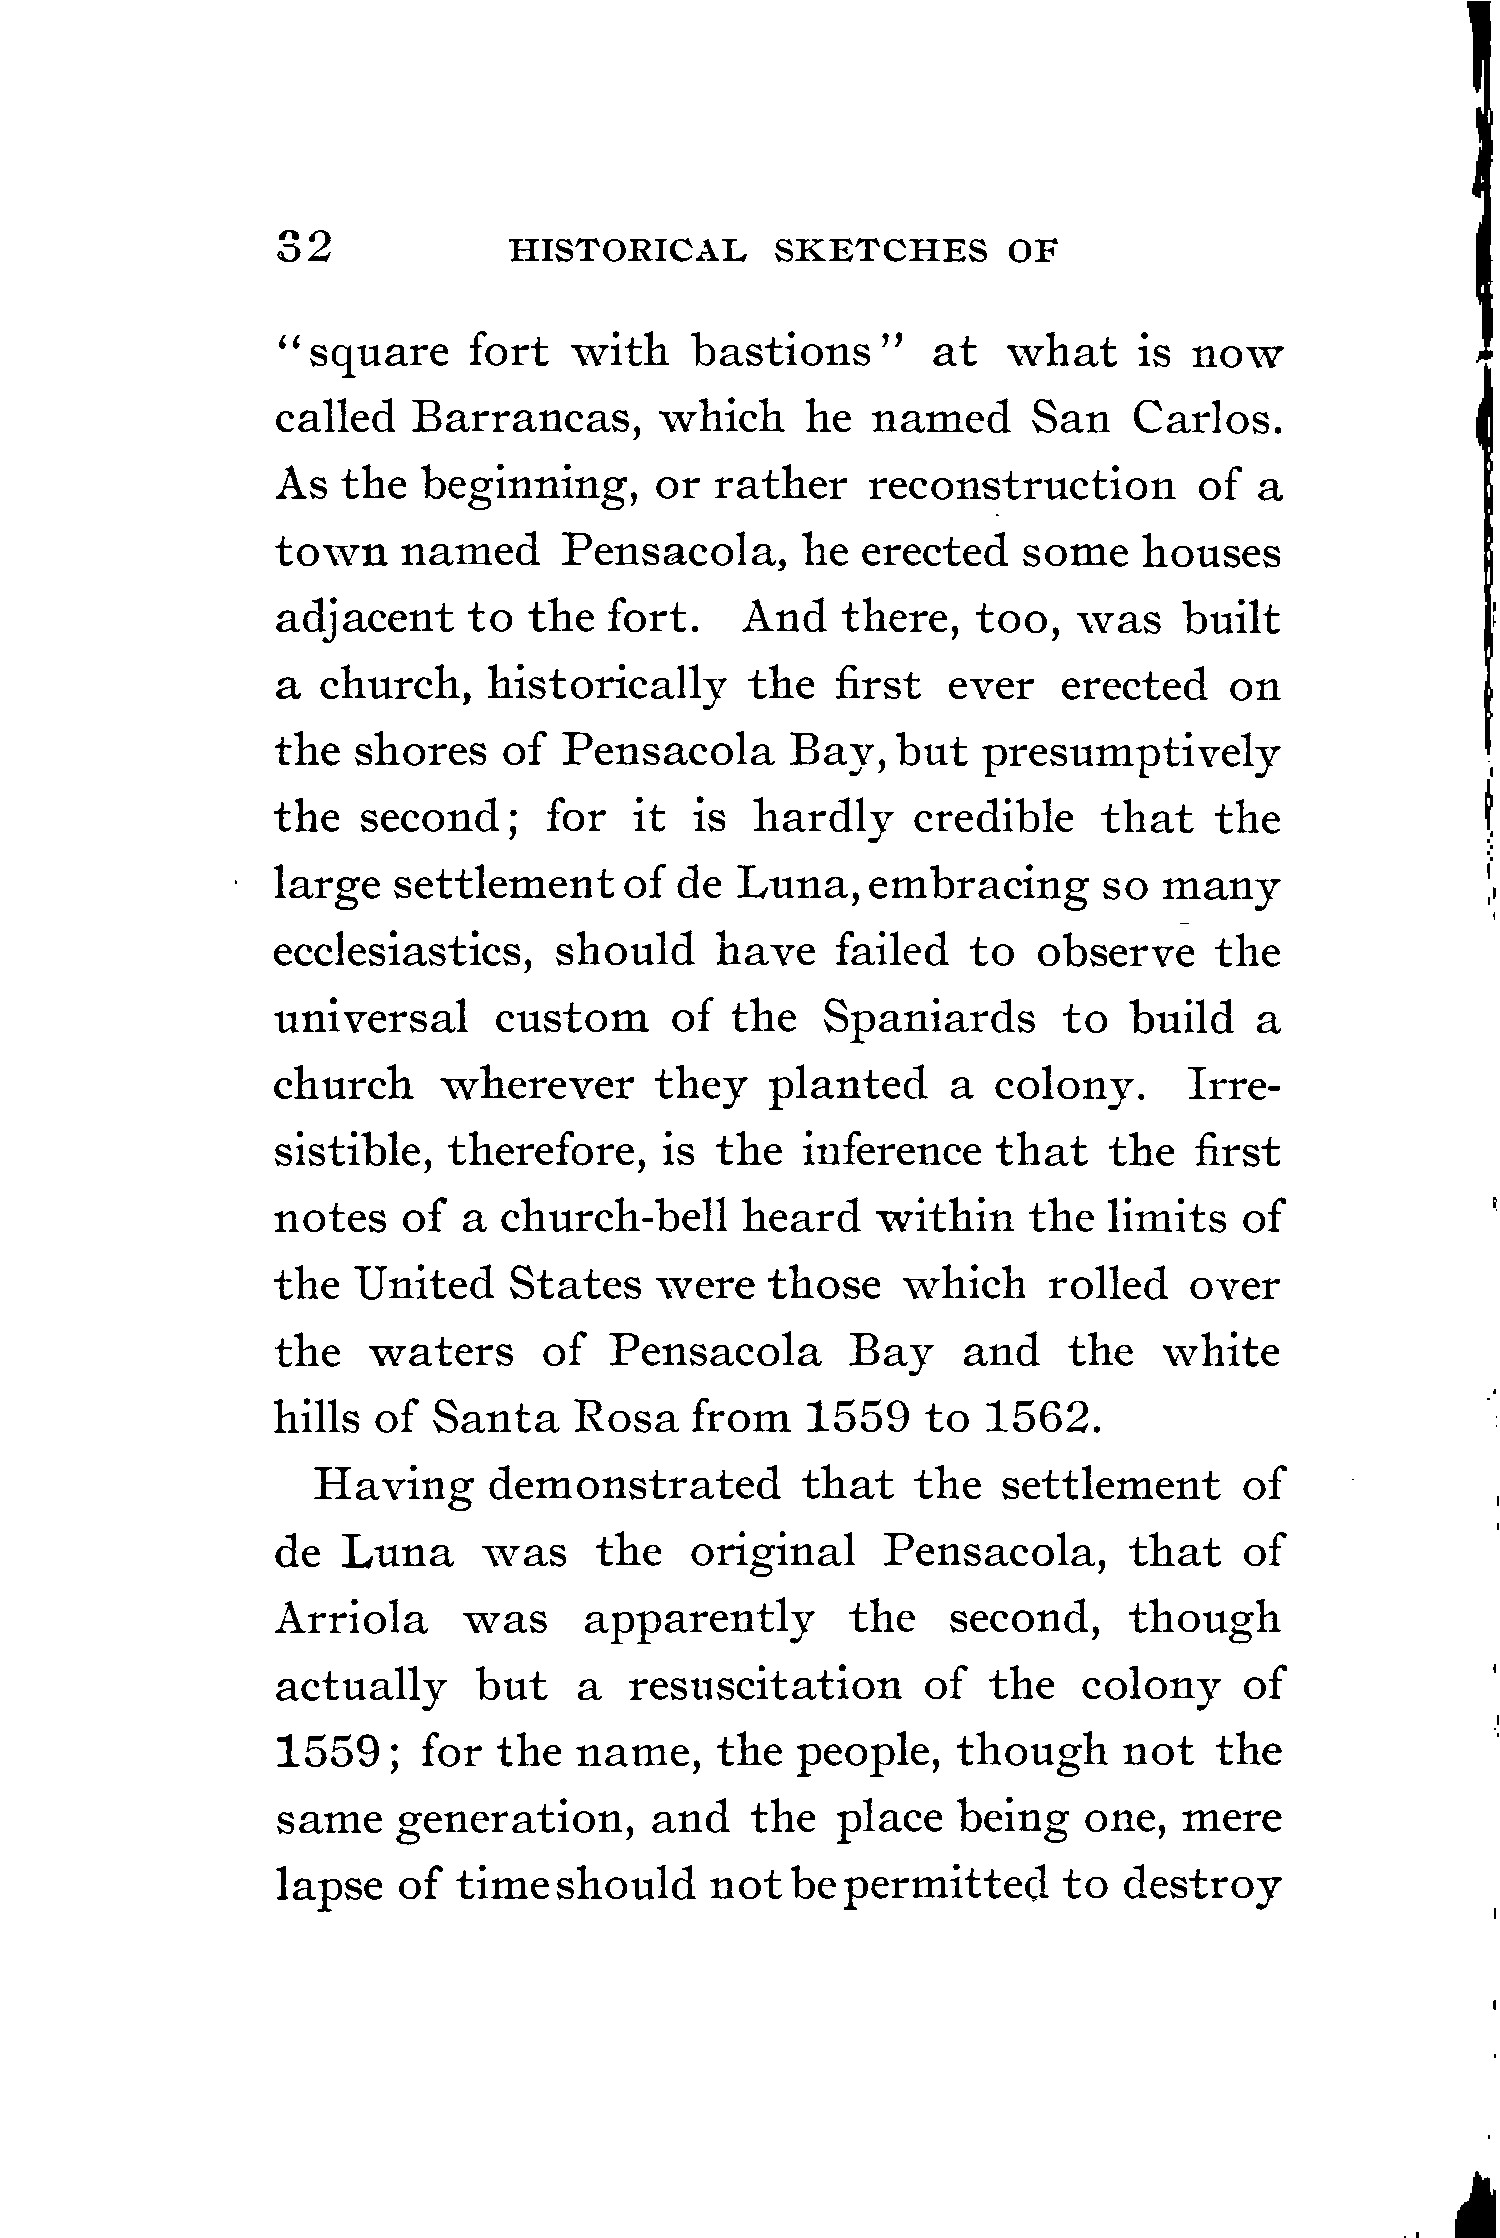 32 HISTORICAL SKETCHES OF
"square fort with bastions" at what is now
called Barrancas, which he named San Carlos.
As the beginning, or rather reconstruction of a
town named Pensacola, he erected some houses
adjacent to the fort. And there, too, was built
a church, historically the first ever erected on
the shores of Pensacola Bay, but presumptively
the second; for it is hardly credible that the
large settlement of de Luna, embracing so many
ecclesiastics, should have failed to observe the
universal custom of the Spaniards to build a
church wherever they planted a colony. Irre-
sistible, therefore, is the inference that the first
notes of a church-bell heard within the limits of
the United States were those which rolled over
the waters of Pensacola Bay and the white
hills of Santa Rosa from 1559 to 1562.
Having demonstrated that the settlement of
de Luna was the original Pensacola, that of
Arriola was apparently the second, though
actually but a resuscitation of the colony of
1559; for the name, the people, though not the
same generation, and the place being one, mere
lapse of time should not be permitted to destroy